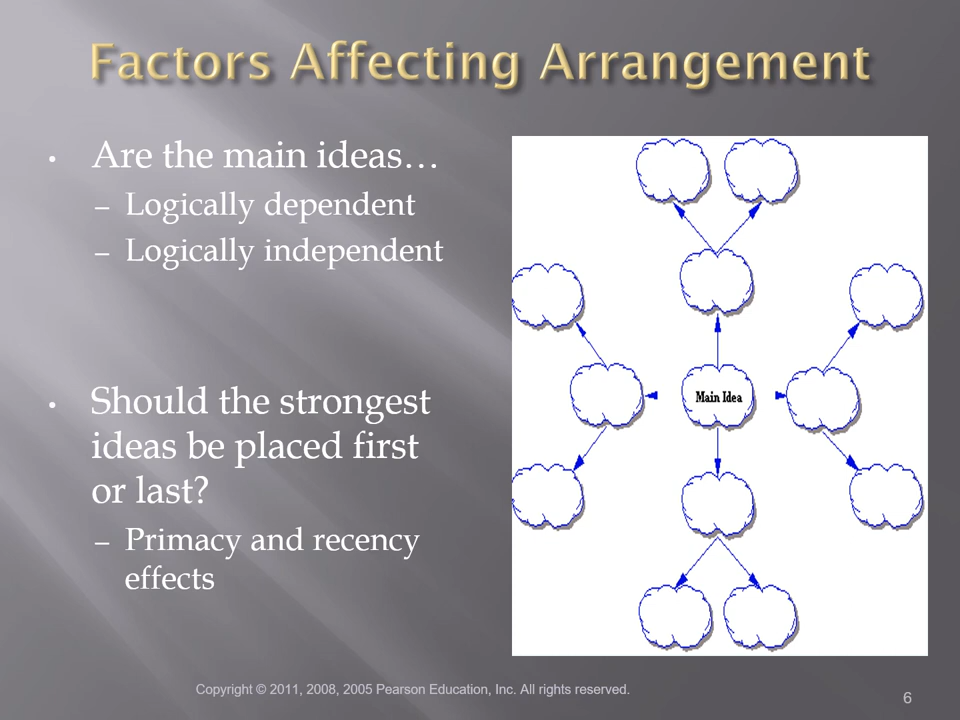 Factors Affecting Arrangement
• Are the main ideas…
– Logically dependent
– Logically independent
• Should the strongest
ideas be placed first
or last?
– Primacy and recency
effects
Main Idea
Copyright © 2011, 2008, 2005 Pearson Education, Inc. All rights reserved.
6